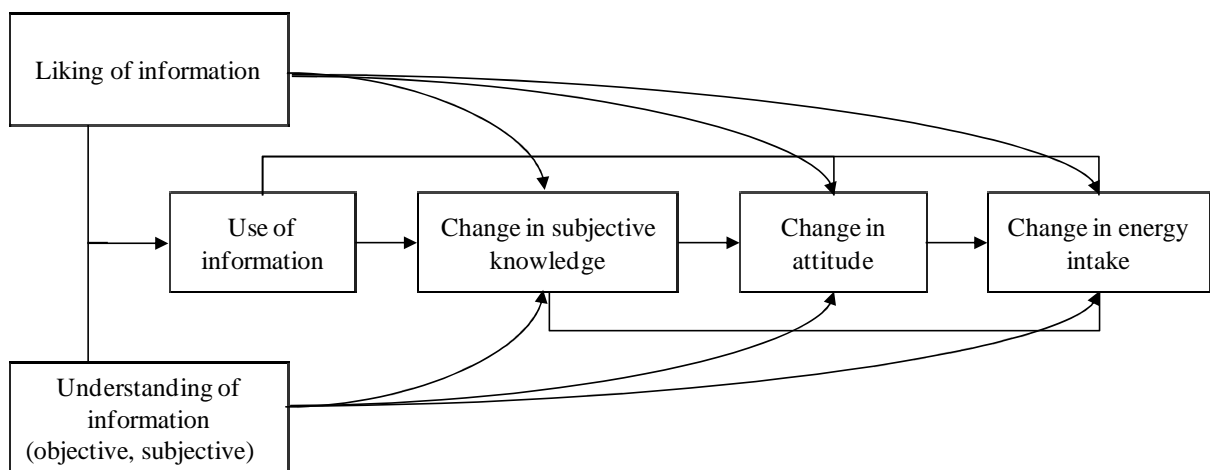 Liking of information
Use of
information
Change in subjective
knowledge
Change in
attitude
Change in energy
intake
Understanding of
information
(objective, subjective)